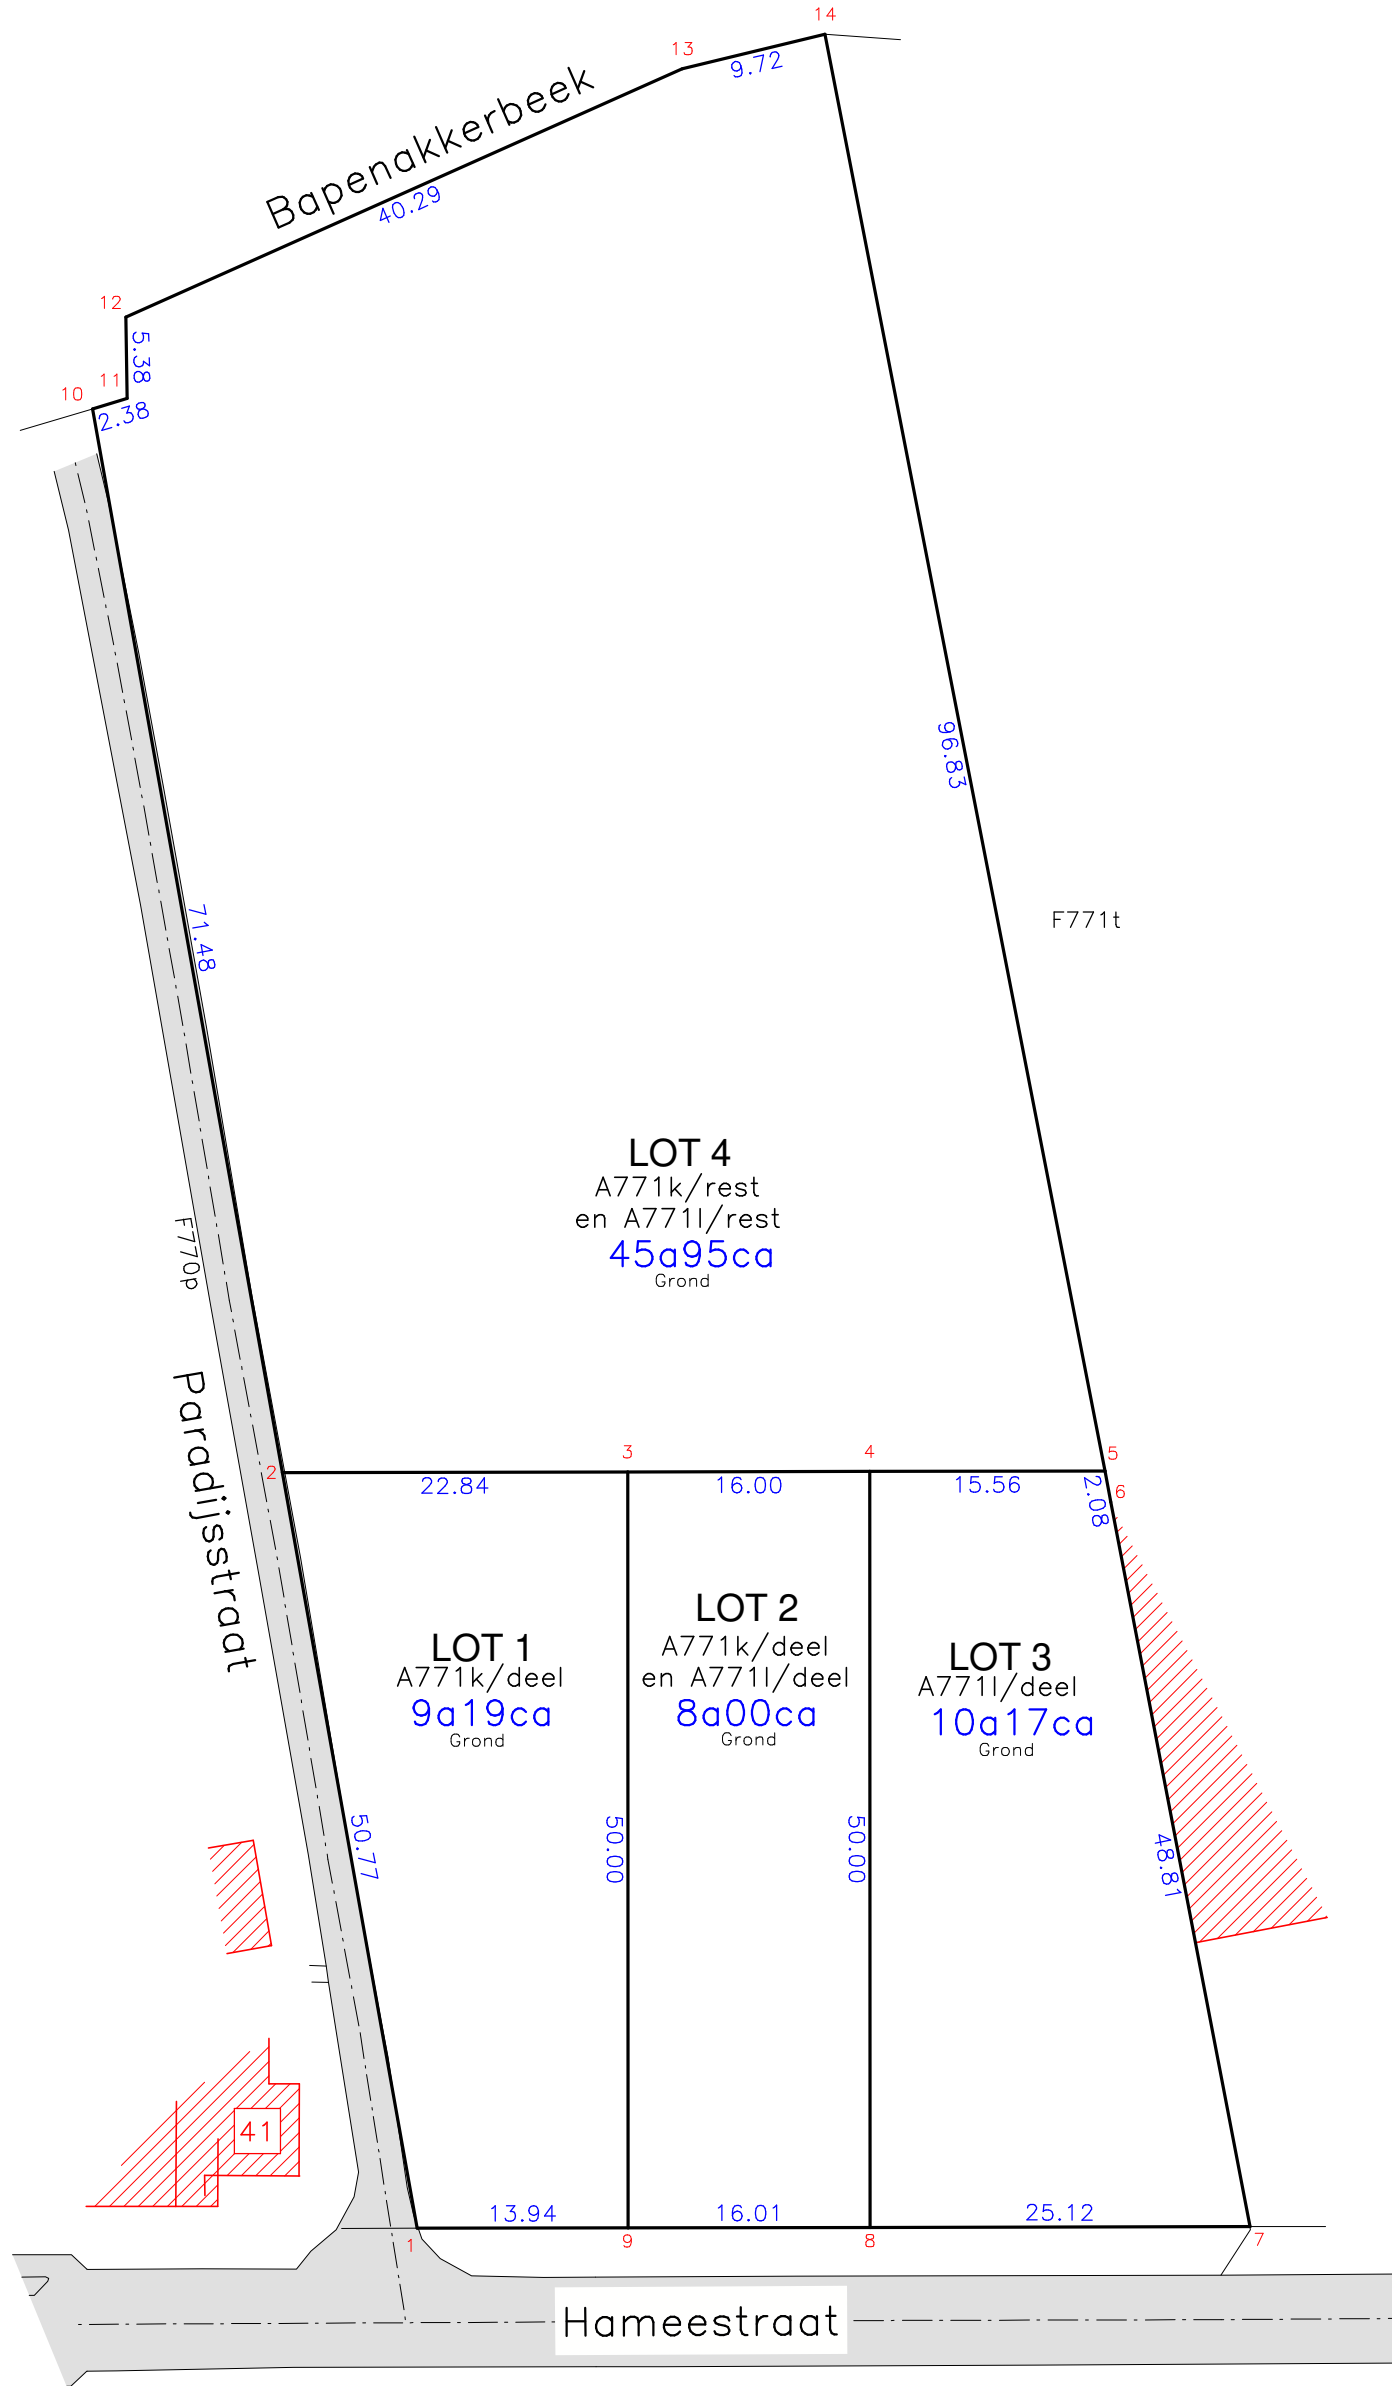 14
13
9.72
Bapenakkerbeek
40.29
12
5.38
11
10
2.38
96.83
71.48
F771t
LOT 4
A771k/rest
en A771l/rest
45a95ca
Grond
F770p
Paradijsstraat
2
3
4
5
22.84
16.00
15.56
2.08
6
LOT 1
A771k/deel
9a19ca
Grond
LOT 2
A771k/deel
en A771l/deel
8a00ca
Grond
LOT 3
A771l/deel
10a17ca
Grond
50.77
50.00
50.00
48.81
41
13.94
16.01
25.12
1
9
8
7
Hameestraat